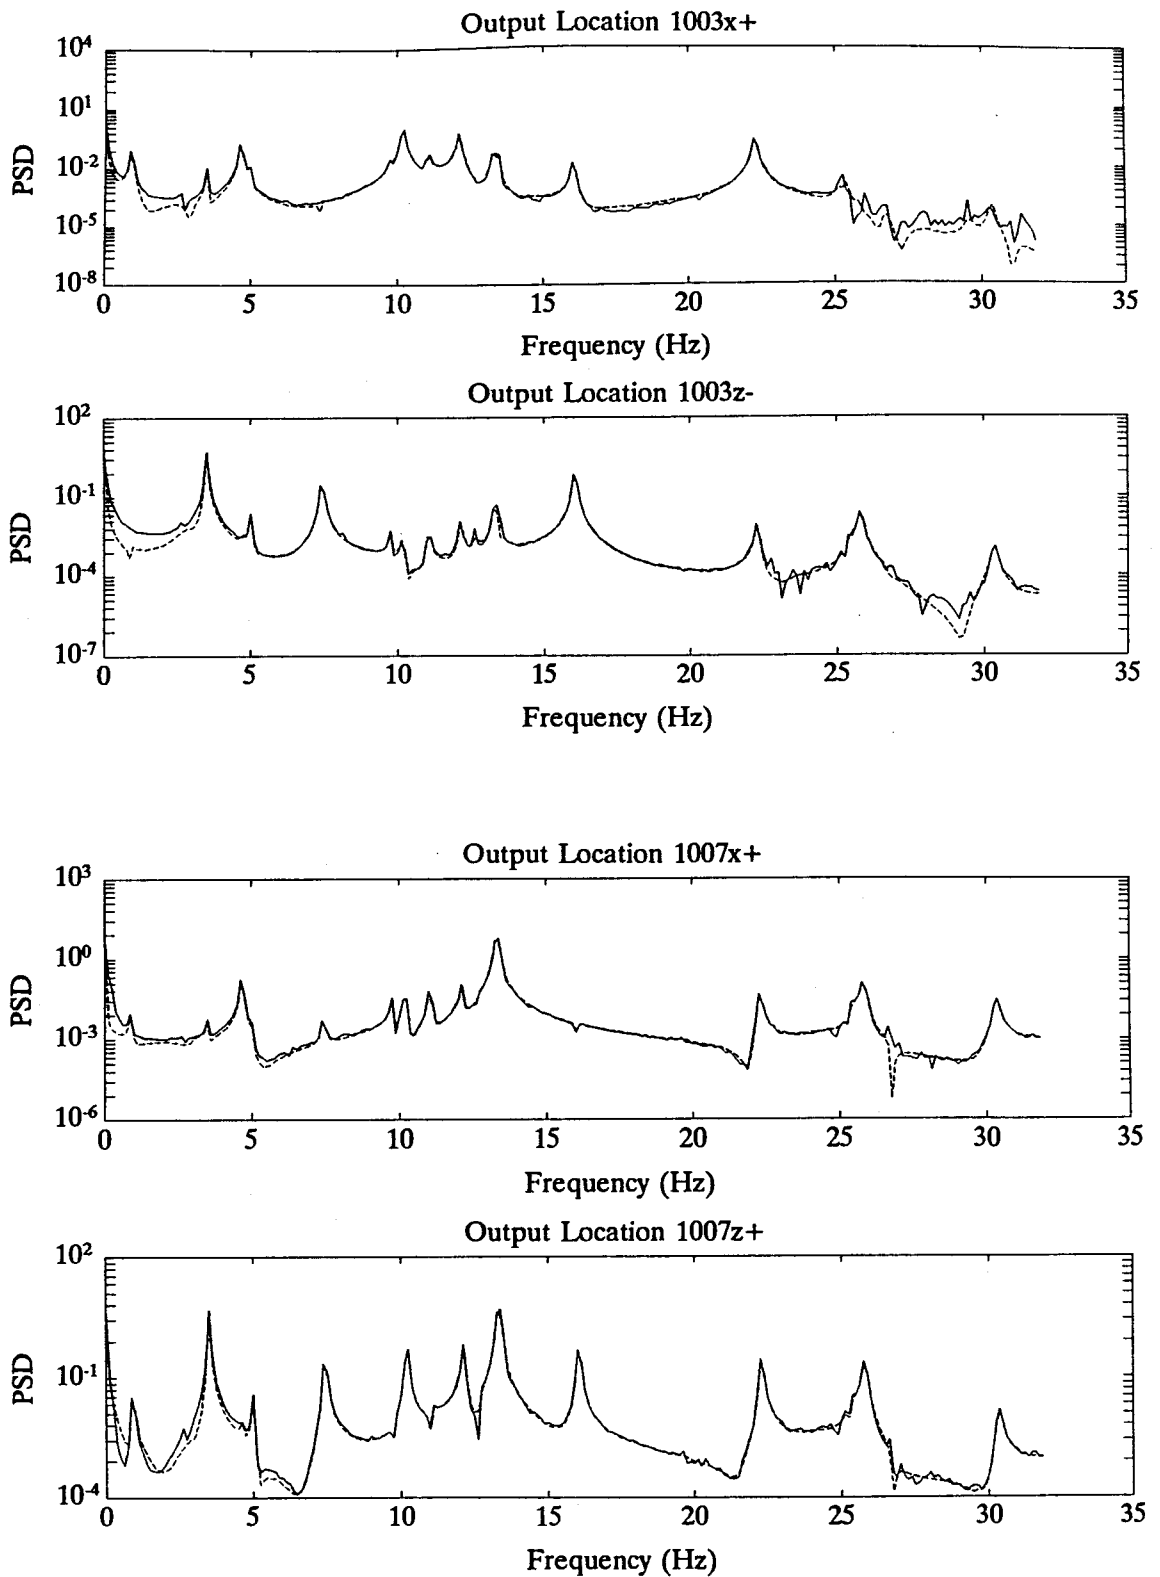 Output Location 1003x+
10⁴
10¹
10⁻²
10⁻⁵
10⁻⁸
PSD
0 5 10 15 20 25 30 35
Frequency (Hz)
Output Location 1003z-
10²
10⁻¹
10⁻⁴
10⁻⁷
PSD
0 5 10 15 20 25 30 35
Frequency (Hz)
Output Location 1007x+
10³
10⁰
10⁻³
10⁻⁶
PSD
0 5 10 15 20 25 30 35
Frequency (Hz)
Output Location 1007z+
10²
10⁻¹
10⁻⁴
PSD
0 5 10 15 20 25 30 35
Frequency (Hz)